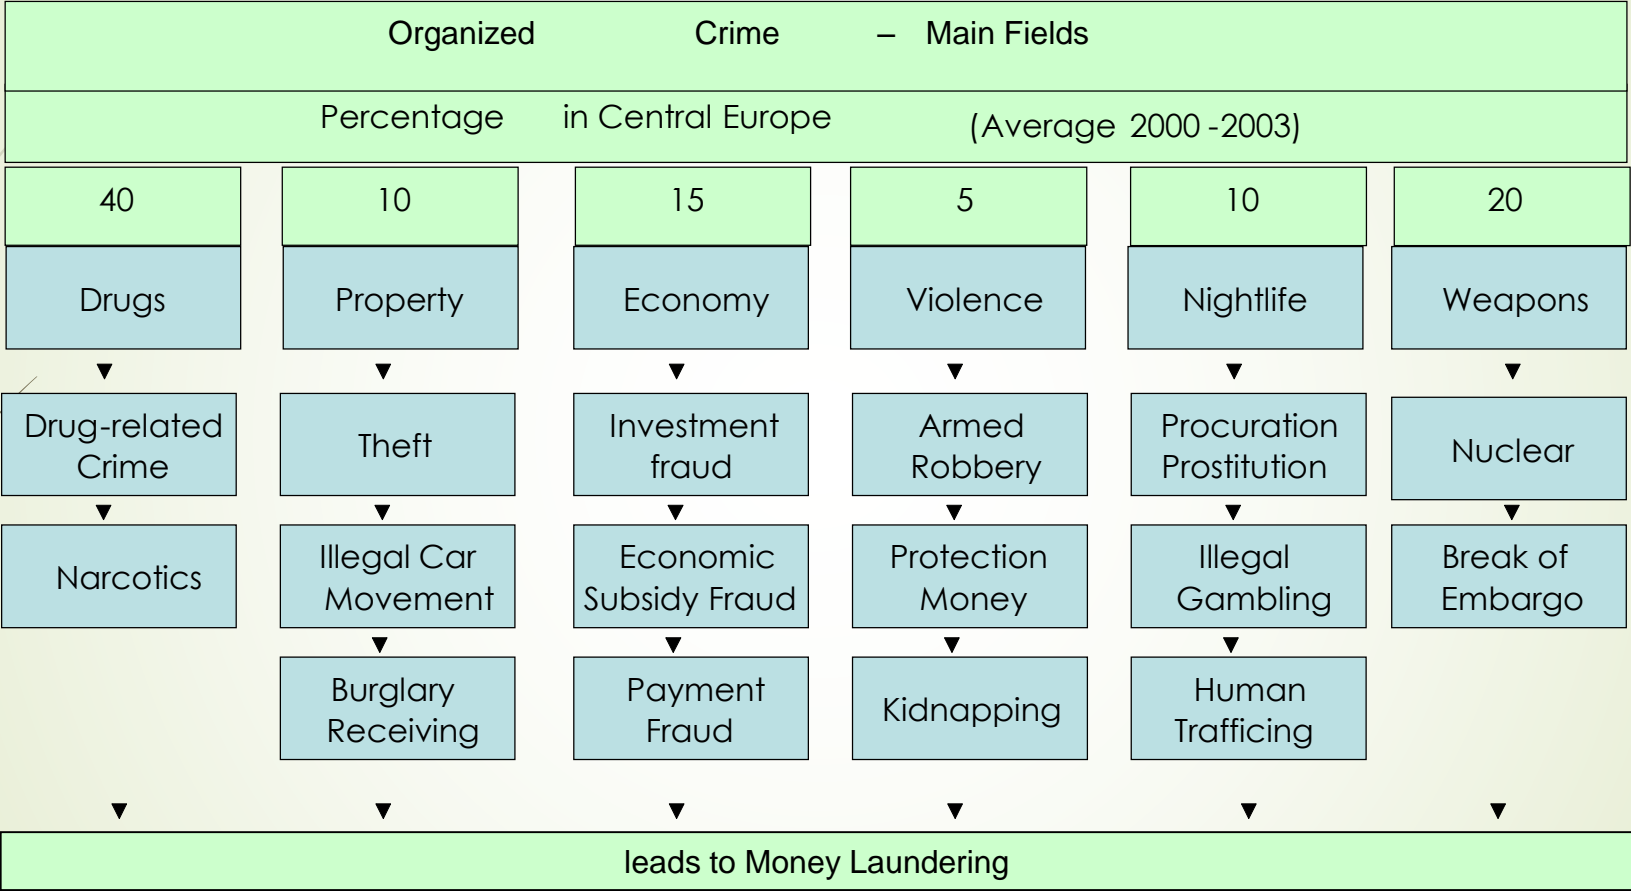 Organized Crime – Main Fields
Percentage in Central Europe (Average 2000 -2003)
40
10
15
5
10
20
Drugs
Property
Economy
Violence
Nightlife
Weapons
Drug-related
Crime
Theft
Investment
fraud
Armed
Robbery
Procuration
Prostitution
Nuclear
Narcotics
Illegal Car
Movement
Economic
Subsidy Fraud
Protection
Money
Illegal
Gambling
Break of
Embargo
Burglary
Receiving
Payment
Fraud
Kidnapping
Human
Trafficing
leads to Money Laundering